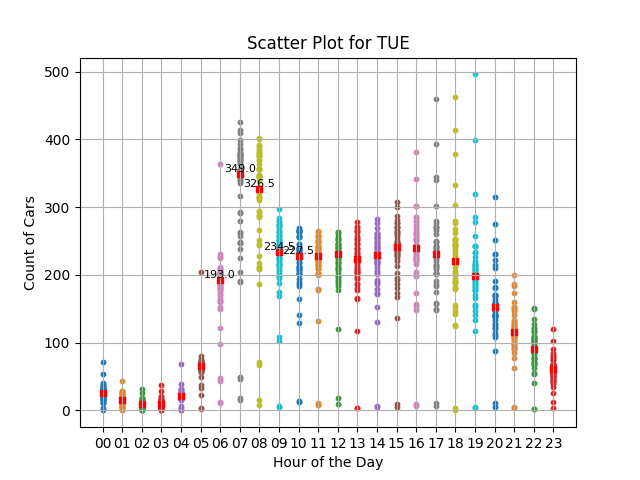 Scatter Plot for TUE
Count of Cars
500
400
300
200
100
0
349.0
326.5
234.5
227.5
193.0
00 01 02 03 04 05 06 07 08 09 10 11 12 13 14 15 16 17 18 19 20 21 22 23
Hour of the Day